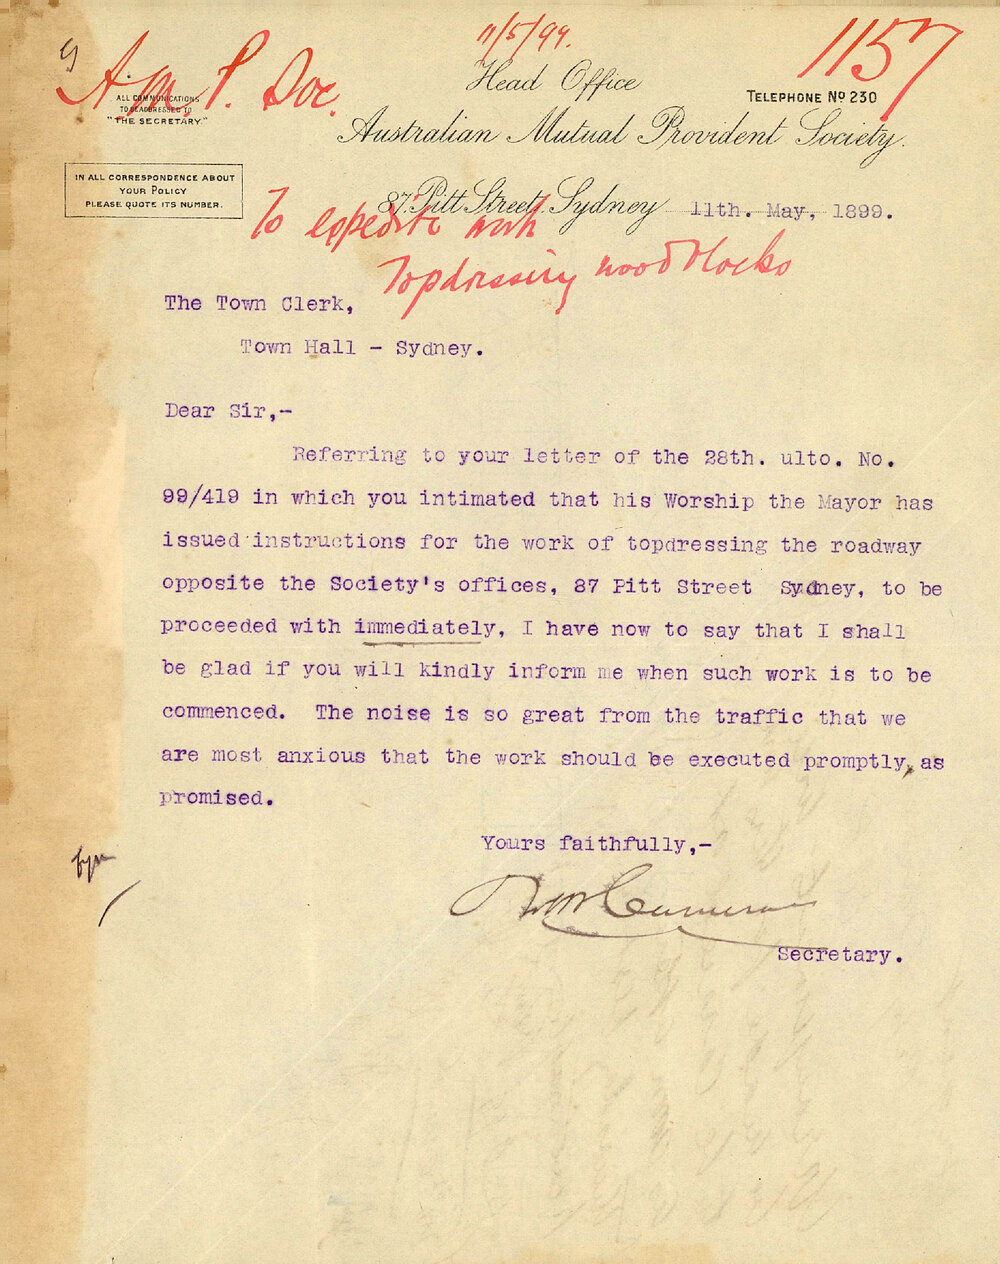 11/5/99.
1157
A.M.P. Soc.
ALL COMMUNICATIONS
TO BE ADDRESSED TO
"THE SECRETARY."
Head Office
TELEPHONE No 230
Australian Mutual Provident Society.
IN ALL CORRESPONDENCE ABOUT
YOUR POLICY
PLEASE QUOTE ITS NUMBER.
87, Pitt Street, Sydney 11th. May, 1899.
To expedite work
Topdressing wood blocks
The Town Clerk,
Town Hall - Sydney.
Dear Sir,-
Referring to your letter of the 28th. ulto. No.
99/419 in which you intimated that his Worship the Mayor has
issued instructions for the work of topdressing the roadway
opposite the Society's offices, 87 Pitt Street Sydney, to be
proceeded with immediately, I have now to say that I shall
be glad if you will kindly inform me when such work is to be
commenced. The noise is so great from the traffic that we
are most anxious that the work should be executed promptly, as
promised.
Yours faithfully,-
Cameron
Secretary.